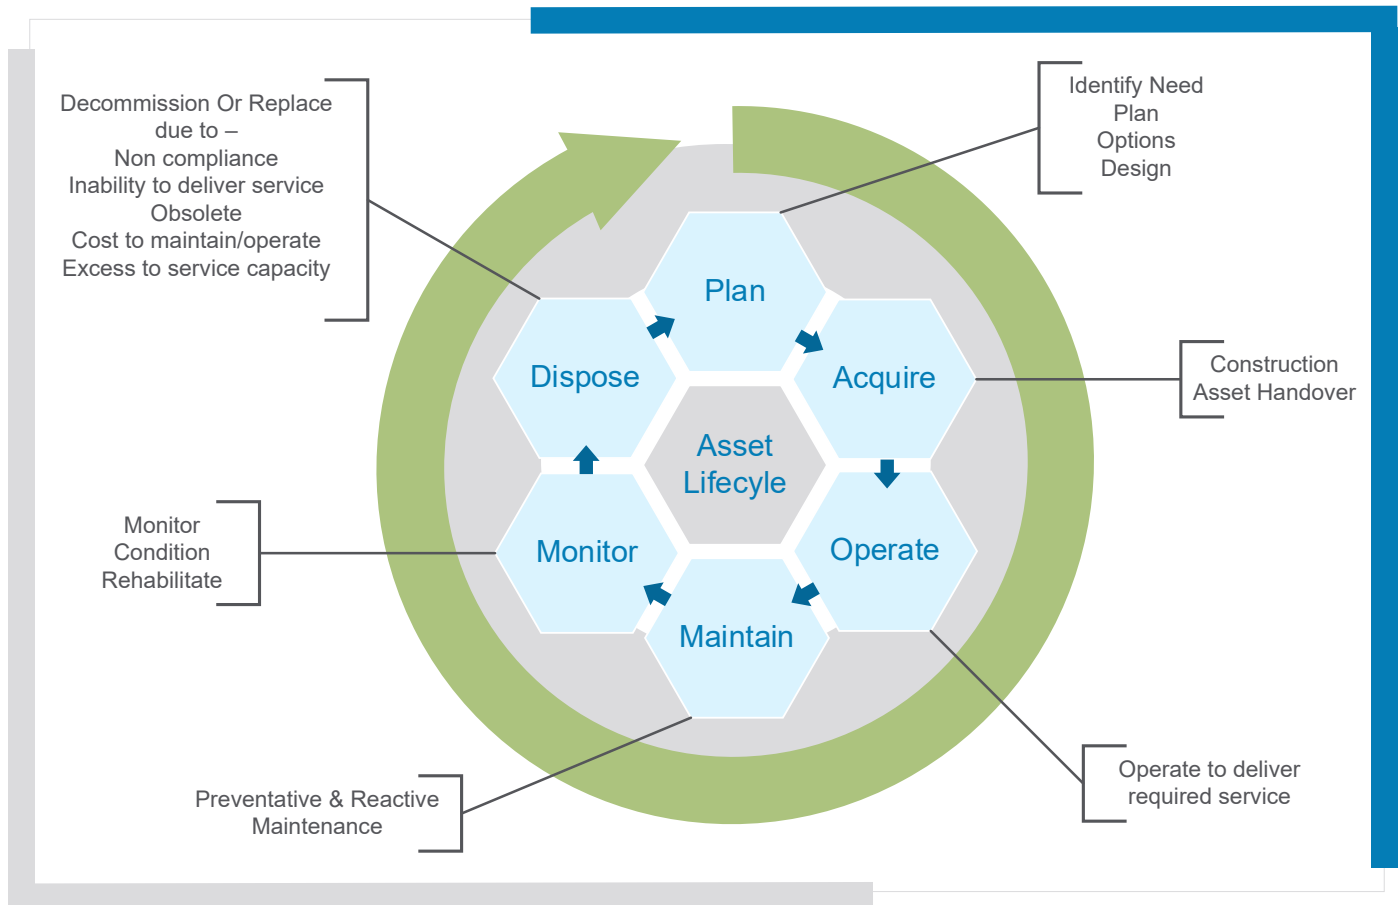 Decommission Or Replace
due to –
Non compliance
Inability to deliver service
Obsolete
Cost to maintain/operate
Excess to service capacity
Identify Need
Plan
Options
Design
Plan
Dispose
Acquire
Construction
Asset Handover
Asset
Lifecyle
Monitor
Condition
Rehabilitate
Monitor
Operate
Maintain
Preventative & Reactive
Maintenance
Operate to deliver
required service